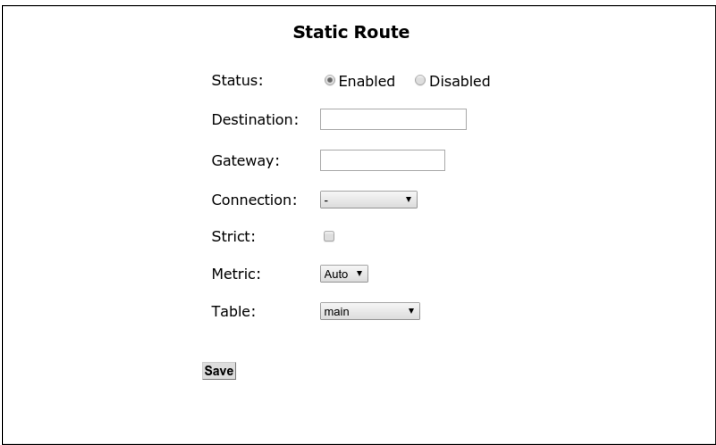 Static Route
Status: Enabled Disabled
Destination:
Gateway:
Connection: -
Strict:
Metric: Auto
Table: main
Save